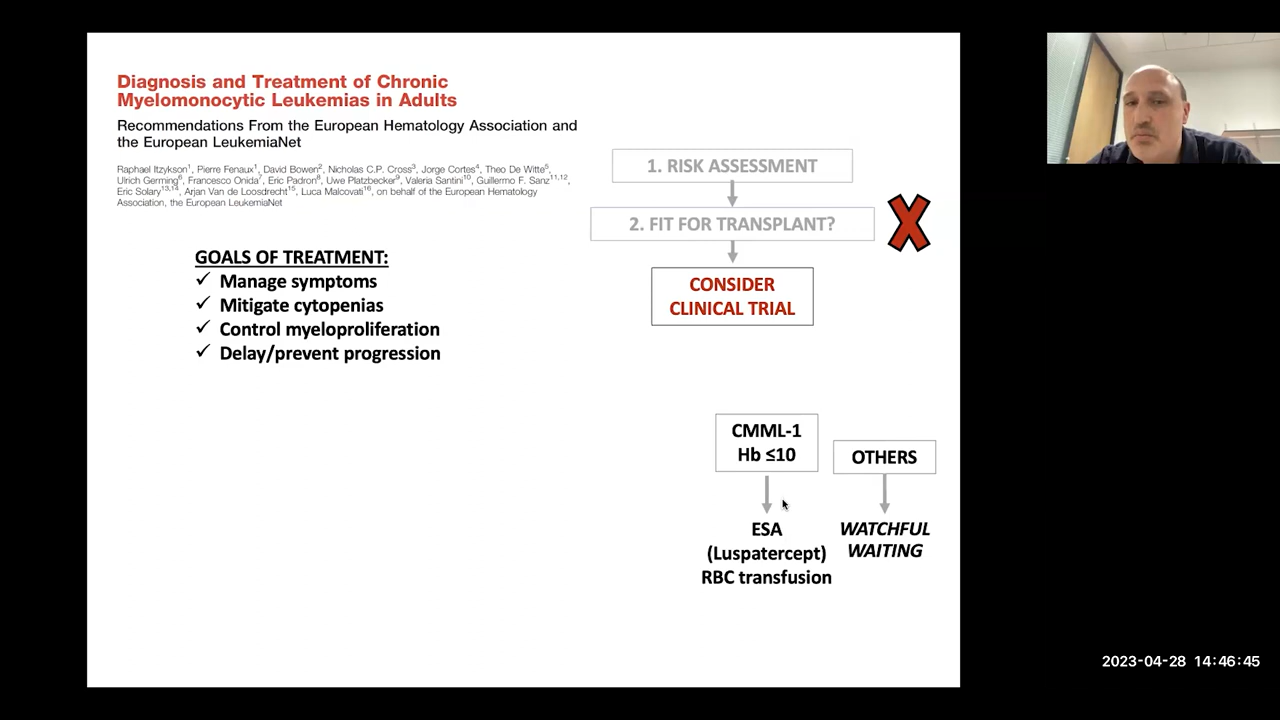 Diagnosis and Treatment of Chronic
Myelomonocytic Leukemias in Adults
Recommendations From the European Hematology Association and
the European LeukemiaNet
Raphael Itzykson1, Pierre Fenaux1, David Bowen2, Nicholas C.P. Cross3, Jorge Cortes4, Theo De Witte5,
Ulrich Germing6, Francesco Onida7, Eric Padron8, Uwe Platzbecker9, Valeria Santini10, Guillermo F. Sanz11,12,
Eric Solary13,14, Arjan Van de Loosdrecht15, Luca Malcovati16, on behalf of the European Hematology
Association, the European LeukemiaNet
GOALS OF TREATMENT:
✓ Manage symptoms
✓ Mitigate cytopenias
✓ Control myeloproliferation
✓ Delay/prevent progression
1. RISK ASSESSMENT
2. FIT FOR TRANSPLANT?
CONSIDER
CLINICAL TRIAL
CMML-1
Hb ≤10
ESA
(Luspatercept)
RBC transfusion
OTHERS
WATCHFUL
WAITING
2023-04-28 14:46:45